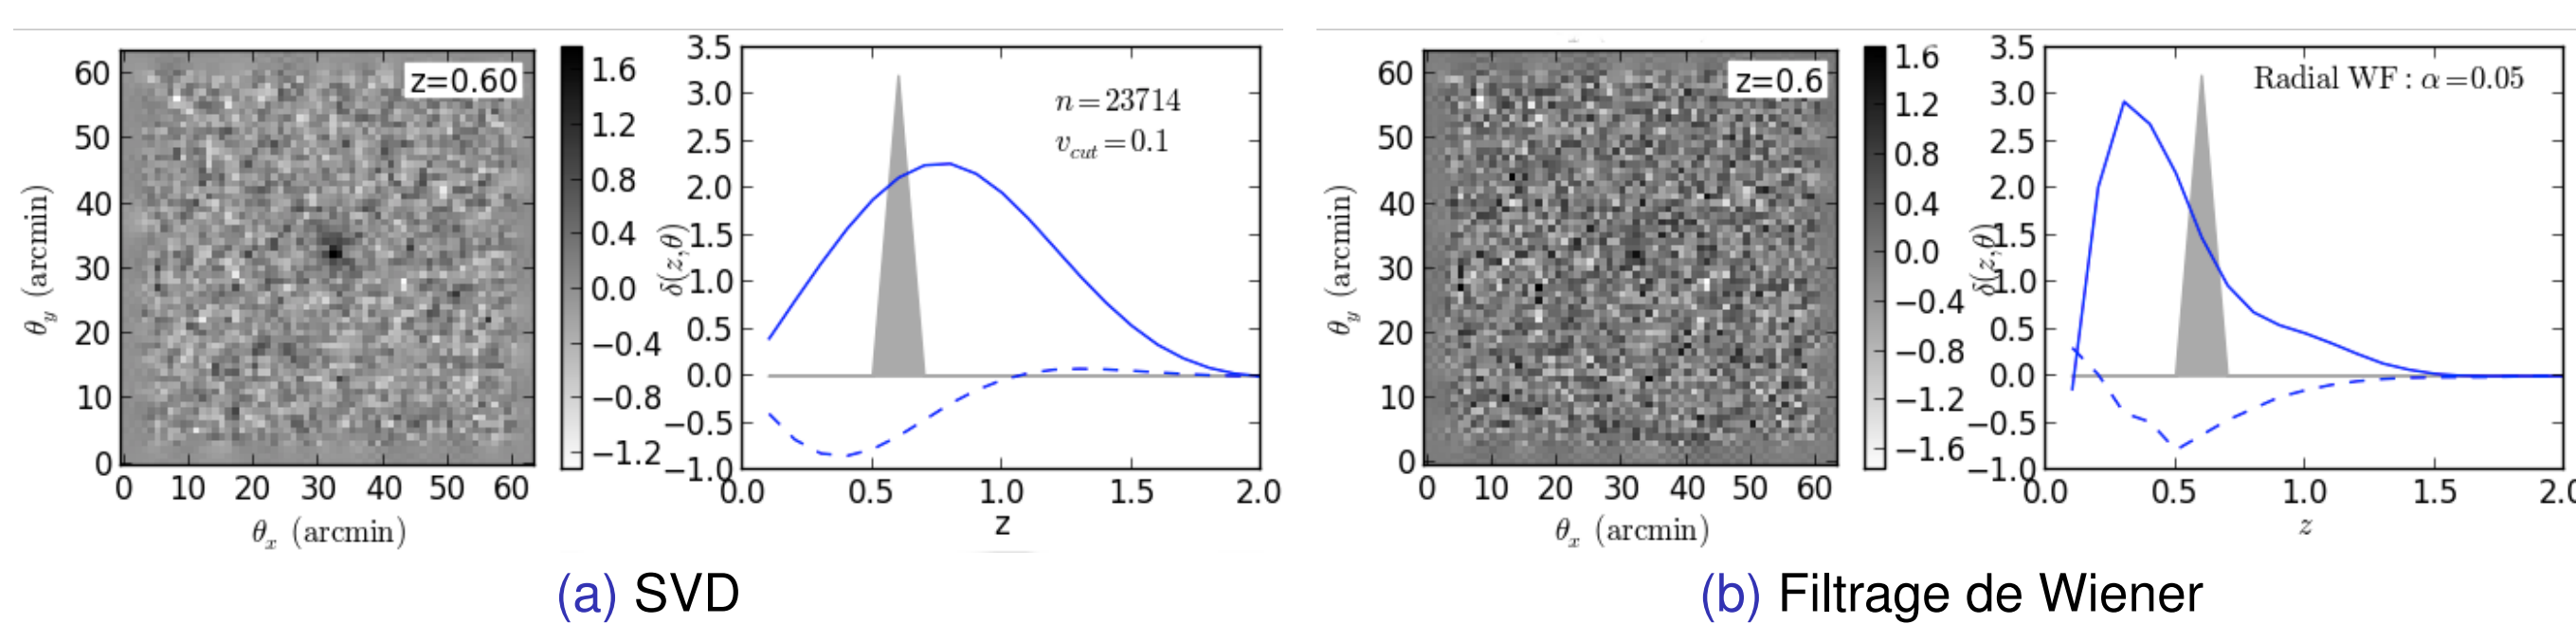 z=0.60
60
50
40
30
20
10
0
0 10 20 30 40 50 60
θy (arcmin)
θx (arcmin)
1.6
1.2
0.8
0.4
0.0
−0.4
−0.8
−1.2
δ(z,θ)
3.5
3.0
2.5
2.0
1.5
1.0
0.5
0.0
−0.5
−1.0
0.0 0.5 1.0 1.5 2.0
z
n=23714
vcut=0.1
(a) SVD
z=0.6
60
50
40
30
20
10
0
0 10 20 30 40 50 60
θy (arcmin)
θx (arcmin)
1.6
1.2
0.8
0.4
0.0
−0.4
−0.8
−1.2
−1.6
δ(z,θ)
3.5
3.0
2.5
2.0
1.5
1.0
0.5
0.0
−0.5
−1.0
0.0 0.5 1.0 1.5 2.0
z
Radial WF : α=0.05
(b) Filtrage de Wiener